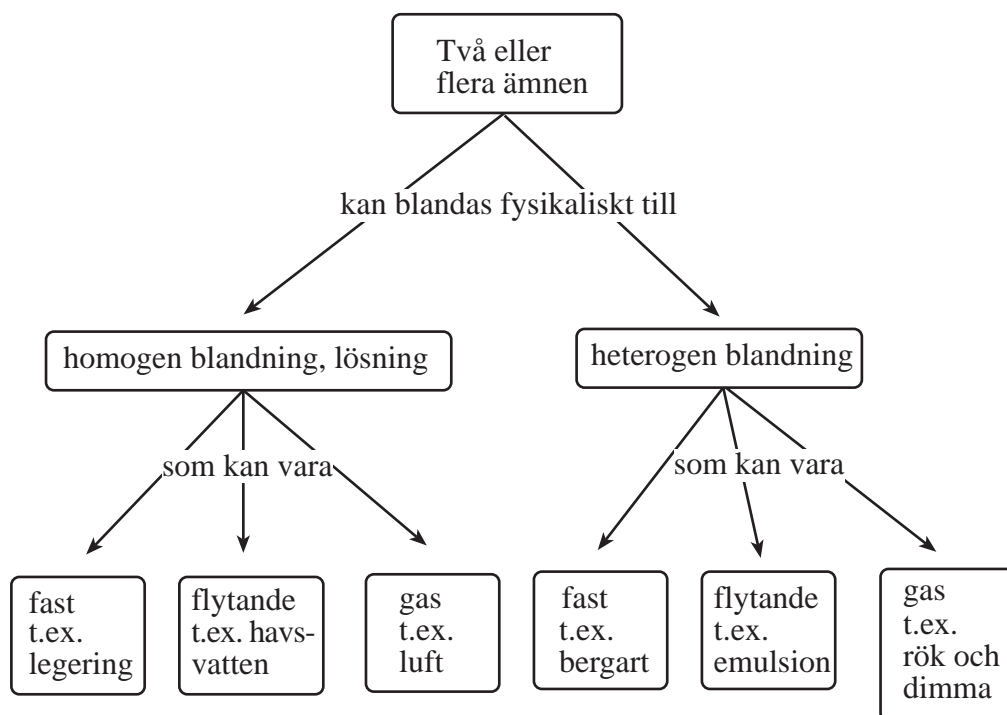 Två eller
flera ämnen
kan blandas fysikaliskt till
homogen blandning, lösning
heterogen blandning
som kan vara
som kan vara
fast
t.ex.
legering
flytande
t.ex. havs-
vatten
gas
t.ex.
luft
fast
t.ex.
bergart
flytande
t.ex.
emulsion
gas
t.ex.
rök och
dimma